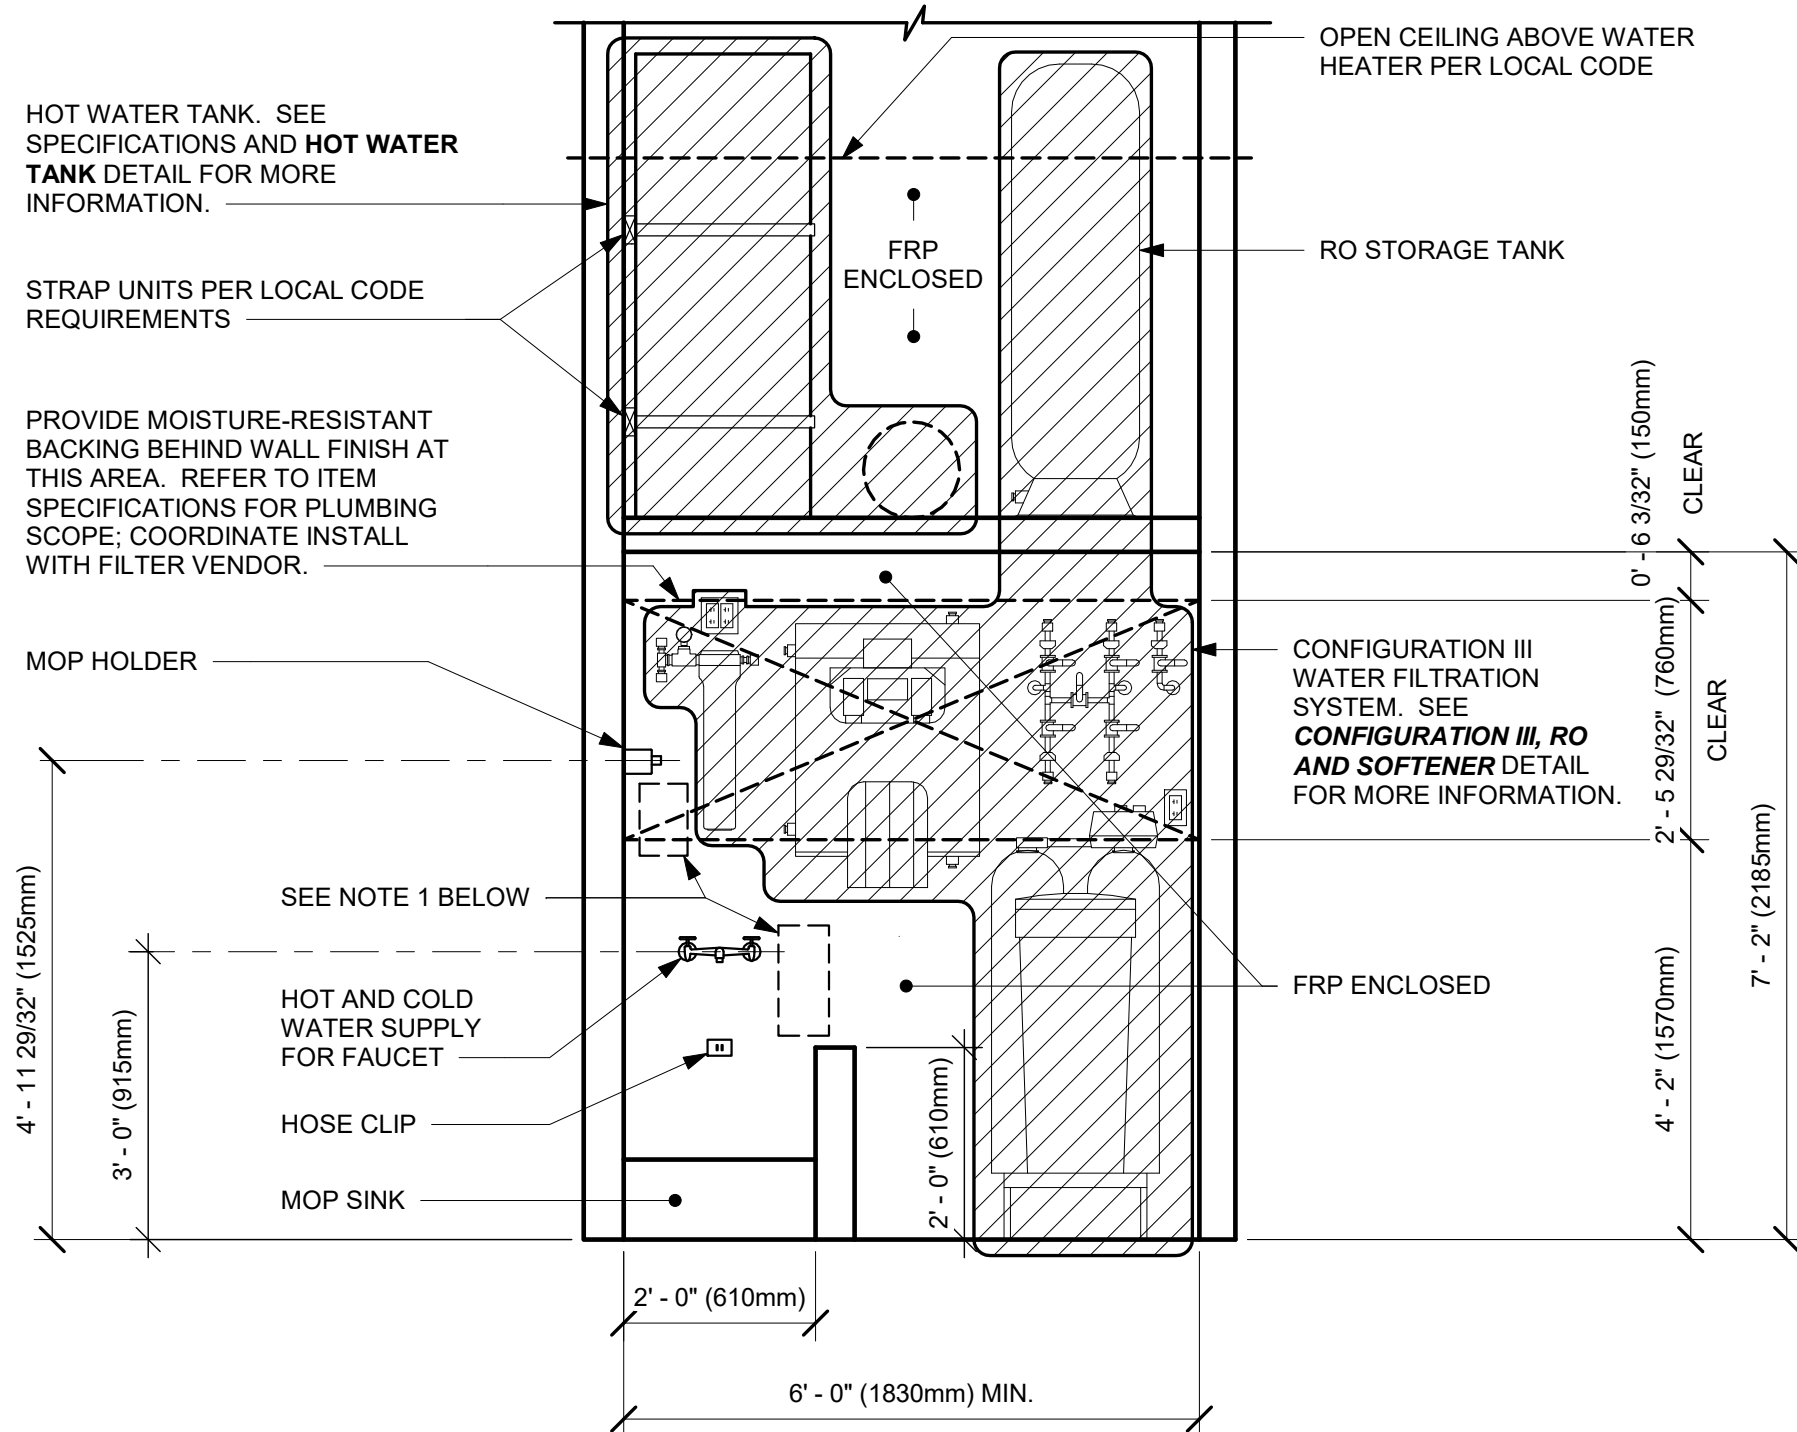 OPEN CEILING ABOVE WATER
HEATER PER LOCAL CODE
HOT WATER TANK.  SEE
SPECIFICATIONS AND HOT WATER
TANK DETAIL FOR MORE
INFORMATION.
FRP
ENCLOSED
RO STORAGE TANK
STRAP UNITS PER LOCAL CODE
REQUIREMENTS
PROVIDE MOISTURE-RESISTANT
BACKING BEHIND WALL FINISH AT
THIS AREA.  REFER TO ITEM
SPECIFICATIONS FOR PLUMBING
SCOPE; COORDINATE INSTALL
WITH FILTER VENDOR.
0' - 6 3/32" (150mm)
CLEAR
MOP HOLDER
CONFIGURATION III
WATER FILTRATION
SYSTEM.  SEE
CONFIGURATION III, RO
AND SOFTENER DETAIL
FOR MORE INFORMATION.
2' - 5 29/32" (760mm)
CLEAR
7' - 2" (2185mm)
4' - 11 29/32" (1525mm)
3' - 0" (915mm)
SEE NOTE 1 BELOW
HOT AND COLD
WATER SUPPLY
FOR FAUCET
FRP ENCLOSED
4' - 2" (1570mm)
HOSE CLIP
2' - 0" (610mm)
MOP SINK
2' - 0" (610mm)
6' - 0" (1830mm) MIN.